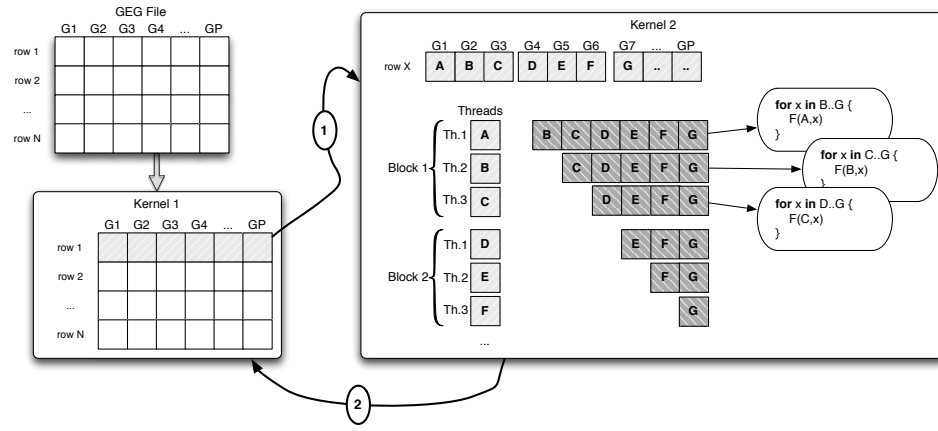 GEG File
G1 G2 G3 G4 ... GP
row 1
row 2
...
row N
Kernel 1
G1 G2 G3 G4 ... GP
row 1
row 2
...
row N
1
2
Kernel 2
G1 G2 G3 G4 G5 G6 G7 ... GP
row X A B C D E F G .. ..
Threads
Block 1
Th.1 A B C D E F G
Th.2 B C D E F G
Th.3 C D E F G
Block 2
Th.1 D E F G
Th.2 E F G
Th.3 F G
...
for x in B..G {
F(A,x)
}
for x in C..G {
F(B,x)
}
for x in D..G {
F(C,x)
}